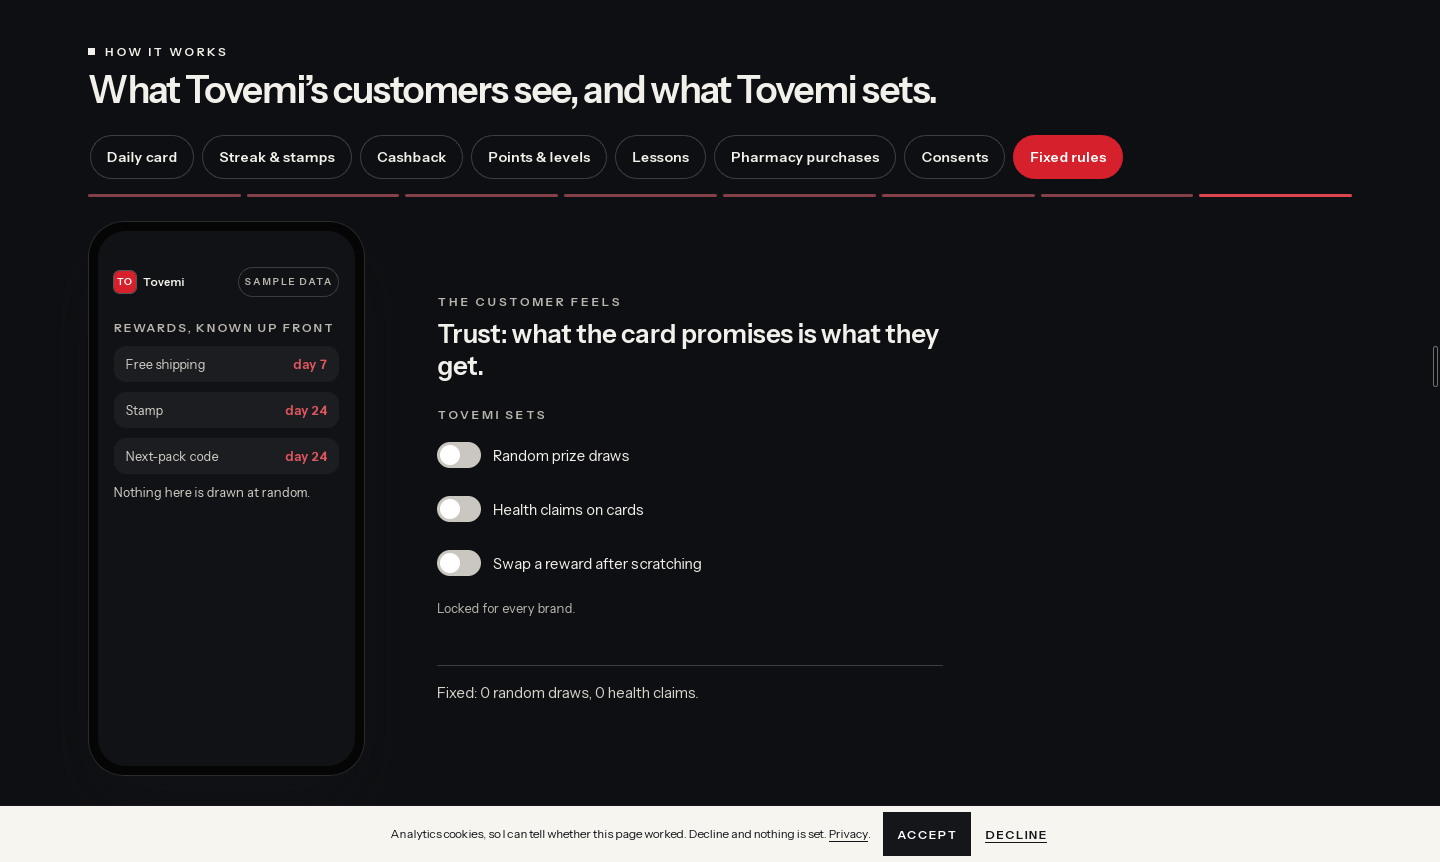 HOW IT WORKS
What Tovemi’s customers see, and what Tovemi sets.
Daily card
Streak & stamps
Cashback
Points & levels
Lessons
Pharmacy purchases
Consents
Fixed rules
TO Tovemi
SAMPLE DATA
REWARDS, KNOWN UP FRONT
Free shipping day 7
Stamp day 24
Next-pack code day 24
Nothing here is drawn at random.
THE CUSTOMER FEELS
Trust: what the card promises is what they
get.
TOVEMI SETS
Random prize draws
Health claims on cards
Swap a reward after scratching
Locked for every brand.
Fixed: 0 random draws, 0 health claims.
Analytics cookies, so I can tell whether this page worked. Decline and nothing is set. Privacy.
ACCEPT
DECLINE